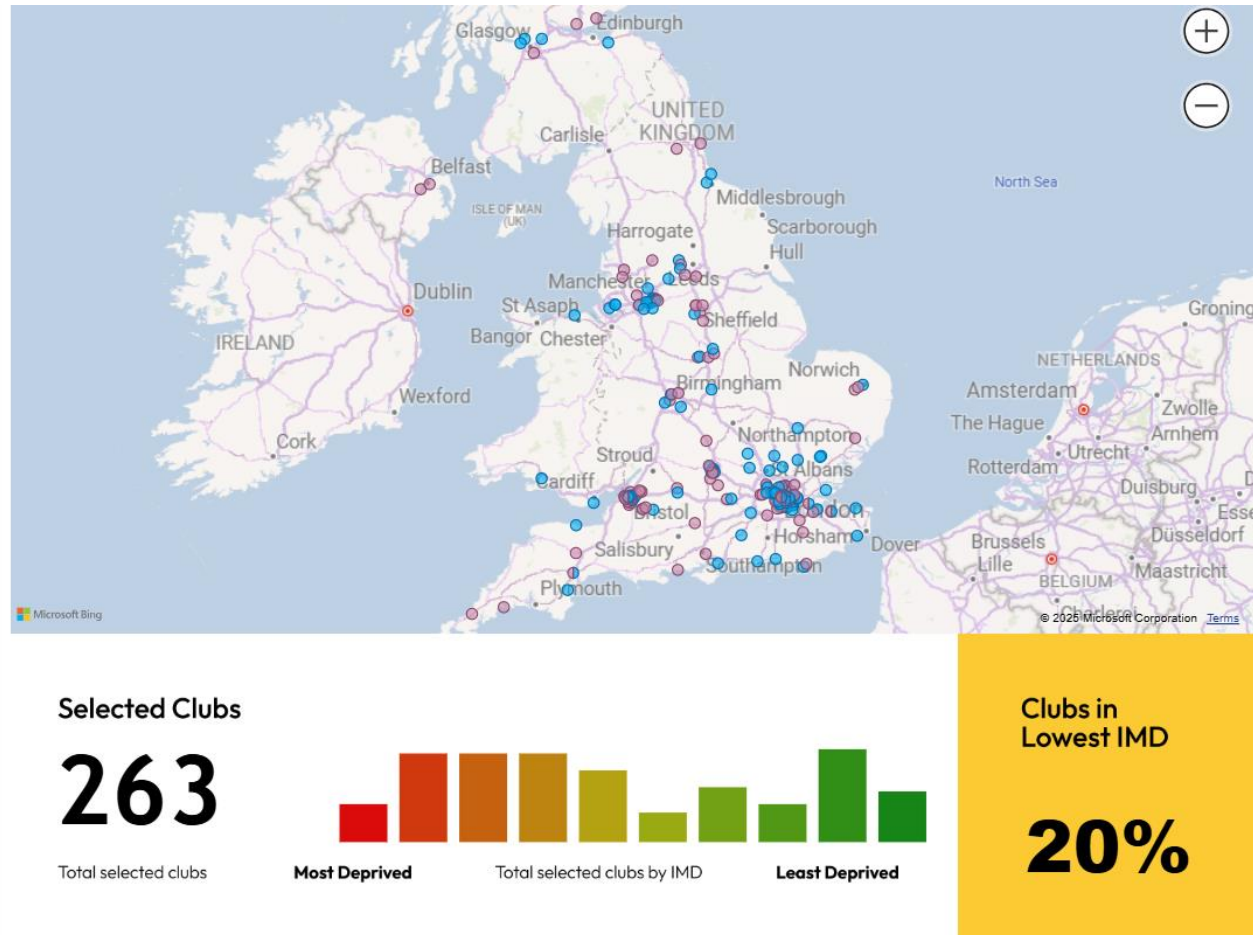 Glasgow
Edinburgh
UNITED
KINGDOM
Carlisle
Belfast
North Sea
ISLE OF MAN
(UK)
Middlesbrough
Scarborough
Harrogate
Hull
Manchester
Leeds
Dublin
St Asaph
Groning
Sheffield
Bangor
Chester
IRELAND
NETHERLANDS
Norwich
Birmingham
Amsterdam
Wexford
Zwolle
The Hague
Northampton
Arnhem
Cork
Utrecht
Stroud
St Albans
Rotterdam
Cardiff
Duisburg
Bristol
London
Esse
Horsham
Brussels
Düsseldorf
Dover
Salisbury
Lille
Maastricht
Southampton
BELGIUM
Plymouth
Charleroi
Microsoft Bing
© 2025 Microsoft Corporation Terms
Selected Clubs
263
Total selected clubs
Most Deprived
Total selected clubs by IMD
Least Deprived
Clubs in
Lowest IMD
20%